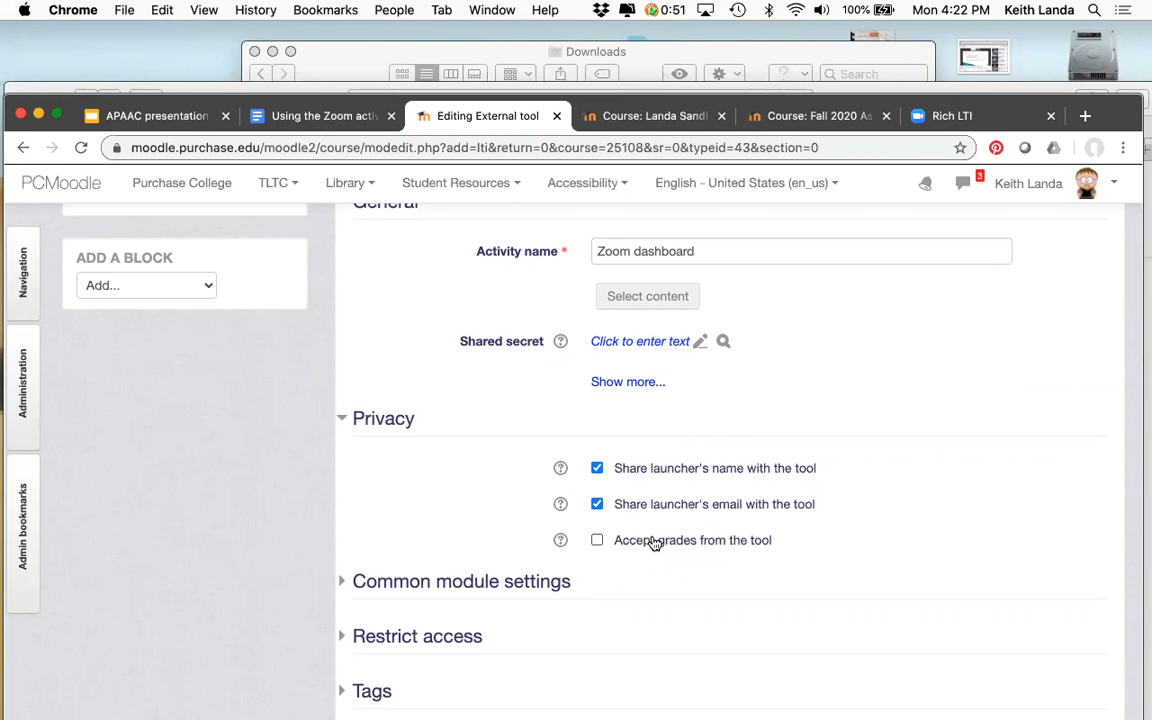 Chrome File Edit View History Bookmarks People Tab Window Help 0:51 100% Mon 4:22 PM Keith Landa
Downloads
Search
APAAC presentation Using the Zoom acti Editing External tool Course: Landa Sand Course: Fall 2020 As Rich LTI
moodle.purchase.edu/moodle2/course/modedit.php?add=lti&return=0&course=25108&sr=0&typeid=43&section=0
PCMoodle Purchase College TLTC Library Student Resources Accessibility English - United States (en_us) 3 Keith Landa
General
Navigation
Administration
Admin bookmarks
ADD A BLOCK
Add...
Activity name * Zoom dashboard
Select content
Shared secret Click to enter text
Show more...
Privacy
Share launcher's name with the tool
Share launcher's email with the tool
Accept grades from the tool
Common module settings
Restrict access
Tags